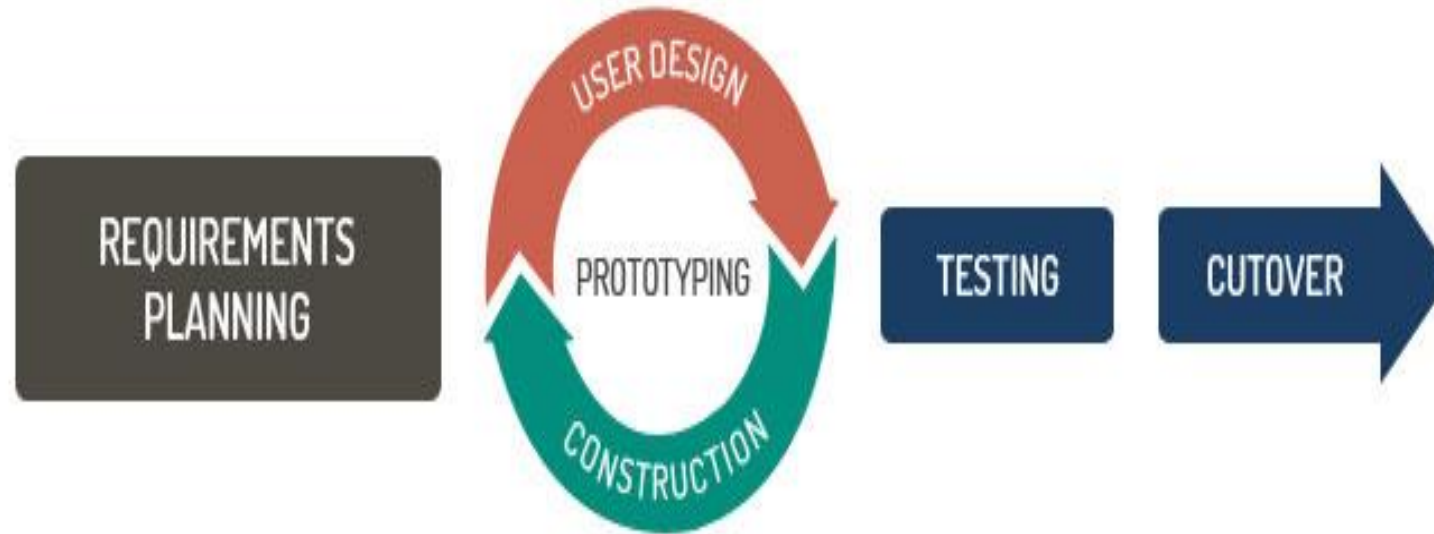 REQUIREMENTS
PLANNING
USER DESIGN
PROTOTYPING
CONSTRUCTION
TESTING
CUTOVER